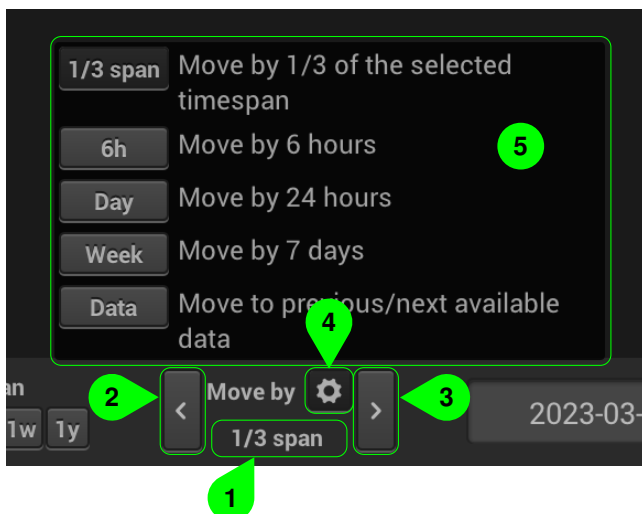 1/3 span Move by 1/3 of the selected
timespan
6h Move by 6 hours
5
Day Move by 24 hours
Week Move by 7 days
Data Move to previous/next available
data
4
an
2
Move by
3
1w 1y
<
>
1/3 span
2023-03-
1